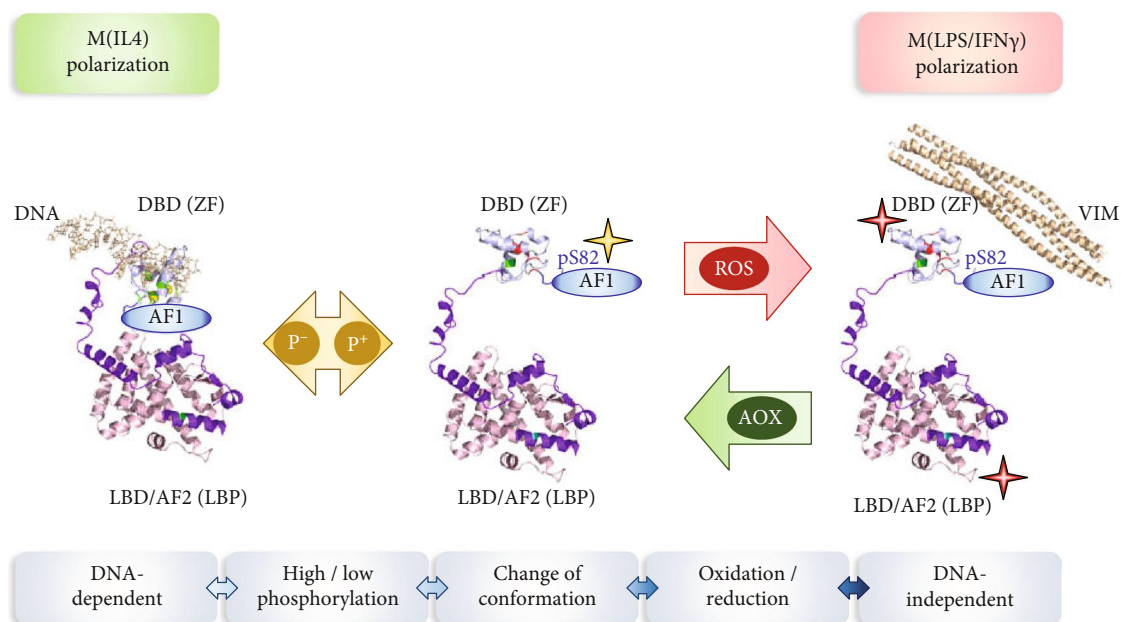 M(IL4)
polarization
M(LPS/IFNγ)
polarization
DNA
DBD (ZF)
AF1
LBD/AF2 (LBP)
P⁻
P⁺
DBD (ZF)
pS82
AF1
LBD/AF2 (LBP)
ROS
AOX
DBD (ZF)
VIM
pS82
AF1
LBD/AF2 (LBP)
DNA-
dependent
High / low
phosphorylation
Change of
conformation
Oxidation /
reduction
DNA-
independent